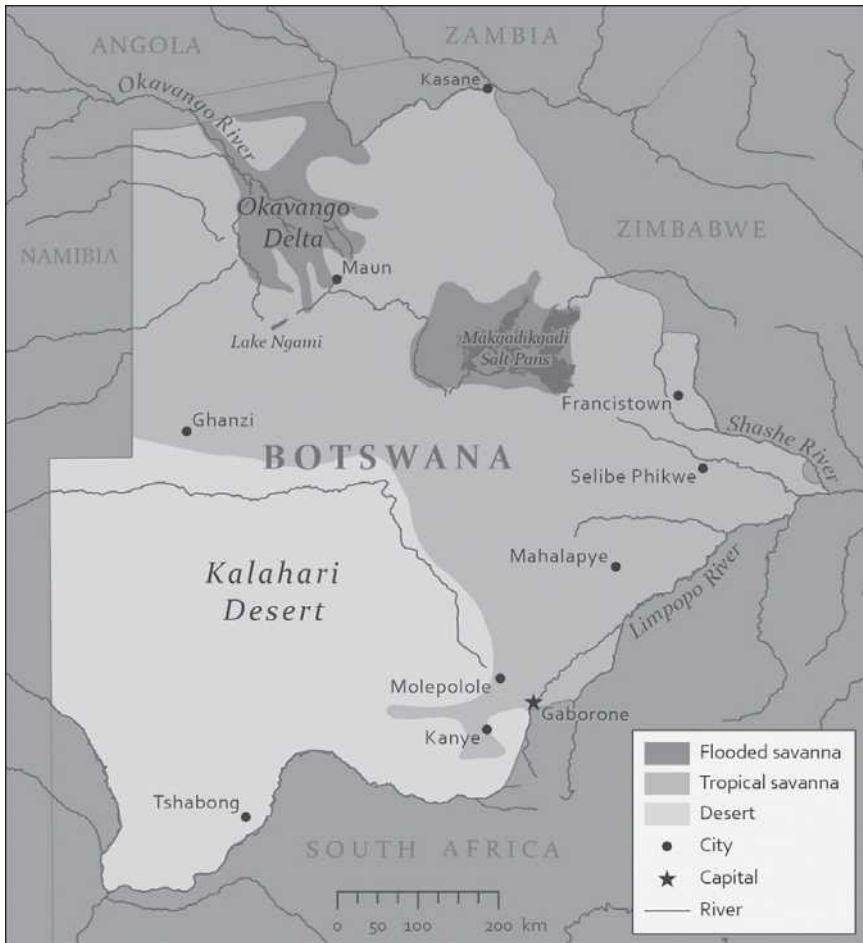 ANGOLA
ZAMBIA
Kasane
Okavango River
Okavango
Delta
ZIMBABWE
NAMIBIA
Maun
Lake Ngami
Makgadikgadi
Salt Pans
Francistown
Ghanzi
Shashe River
BOTSWANA
Selibe Phikwe
Mahalapye
Kalahari
Desert
Limpopo River
Molepolole
Gaborone
Kanye
Tshabong
SOUTH AFRICA
0 50 100 200 km
Flooded savanna
Tropical savanna
Desert
City
Capital
River